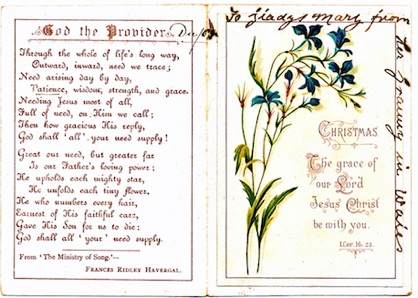 God the Provider
Through the whole of life's long way,
Outward, inward, need we trace;
Need arising day by day,
Patience, wisdom, strength, and grace.
Needing Jesus most of all,
Full of need, on Him we call;
Then how gracious His reply,
God shall 'all' your need supply!
Great our need, but greater far
Is our Father's loving power;
He upholds each mighty star,
He unfolds each tiny flower.
He who numbers every hair,
Earnest of His faithful care,
Gave His Son for us to die;
God shall all 'your' need supply.
From 'The Ministry of Song.'—
FRANCES RIDLEY HAVERGAL.
To Gladys Mary from
her Granny in Wales
CHRISTMAS
The grace of
our Lord
Jesus Christ
be with you.
1 Cor. 16. 23.